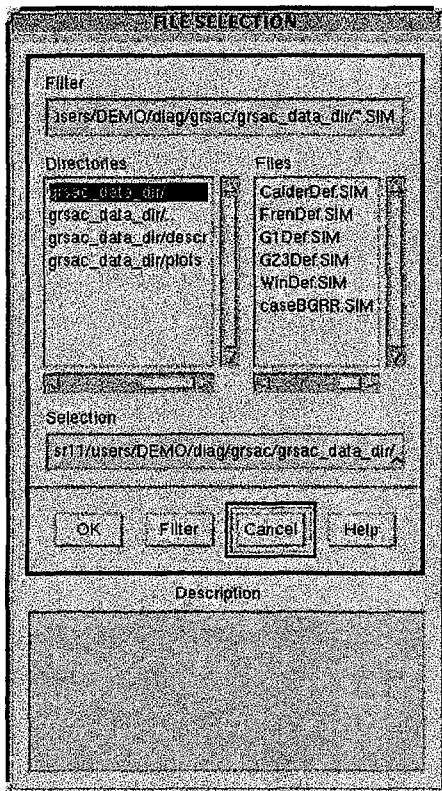 FILE SELECTION
Filter
users/DEMO/diag/grsac/grsac_data_dir/*.SIM
Directories
grsac_data_dir/.
grsac_data_dir/..
grsac_data_dir/descr
grsac_data_dir/plots
Files
CalderDef.SIM
FrenDef.SIM
G1Def.SIM
G23Def.SIM
WinDef.SIM
caseBGRR.SIM
Selection
sr11/users/DEMO/diag/grsac/grsac_data_dir/
OK
Filter
Cancel
Help
Description